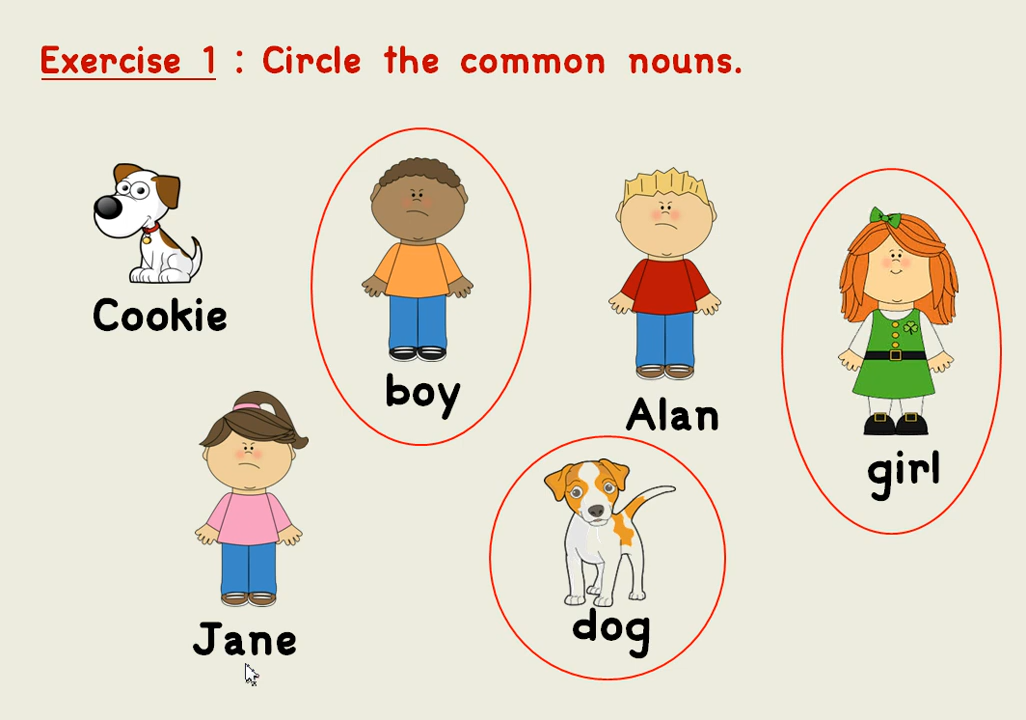 Exercise 1 : Circle the common nouns.
Cookie
boy
Alan
girl
Jane
dog